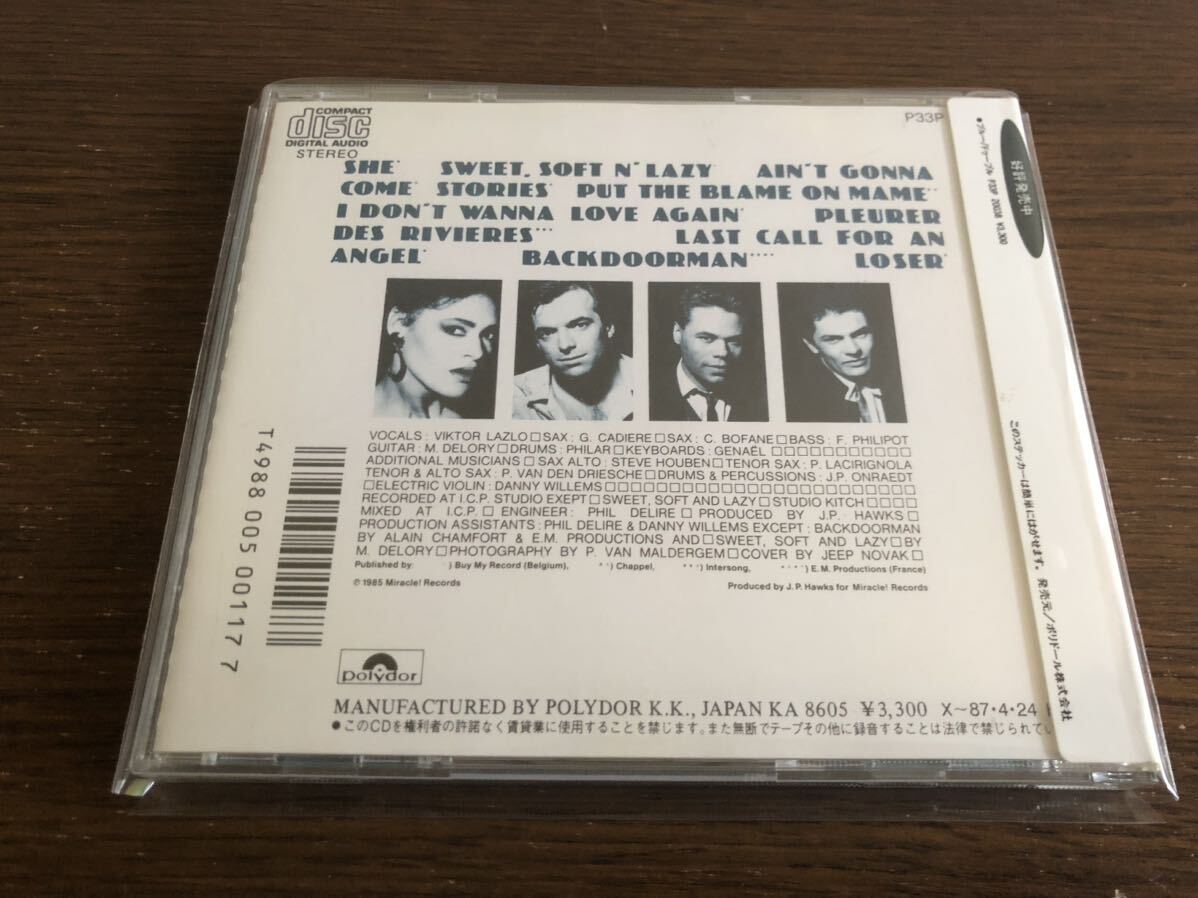 COMPACT
disc
DIGITAL AUDIO
STEREO
P33P
SHE* SWEET, SOFT N' LAZY* AIN'T GONNA
COME* STORIES* PUT THE BLAME ON MAME**
I DON'T WANNA LOVE AGAIN* PLEURER
DES RIVIERES*** LAST CALL FOR AN
ANGEL* BACKDOORMAN**** LOSER*
VOCALS : VIKTOR LAZLO□SAX: G. CADIERE□SAX: C. BOFANE□BASS : F. PHILIPOT
GUITAR : M. DELORY□DRUMS: PHILAR□KEYBOARDS: GENAËL□□□□□□□□□□□
ADDITIONAL MUSICIANS□SAX ALTO: STEVE HOUBEN□TENOR SAX: P. LACIRIGNOLA
TENOR & ALTO SAX: P. VAN DEN DRIESCHE□DRUMS & PERCUSSIONS: J.P. ONRAEDT
□ELECTRIC VIOLIN: DANNY WILLEMS□□□□□□□□□□□□□□□□□□□□□□□
RECORDED AT I.C.P. STUDIO EXEPT□SWEET, SOFT AND LAZY□STUDIO KITCH□□□□
MIXED AT I.C.P.□ENGINEER: PHIL DELIRE□PRODUCED BY J.P. HAWKS□
PRODUCTION ASSISTANTS : PHIL DELIRE & DANNY WILLEMS EXCEPT : BACKDOORMAN
BY ALAIN CHAMFORT & E.M. PRODUCTIONS AND□SWEET, SOFT AND LAZY□BY
M. DELORY□PHOTOGRAPHY BY P. VAN MALDERGEM□COVER BY JEEP NOVAK□
Published by: *) Buy My Record (Belgium), **) Chappel, ***) Intersong, ****) E.M. Productions (France)
℗ 1985 Miracle! Records Produced by J.P. Hawks for Miracle! Records
T4988 005 00117 7
polydor
MANUFACTURED BY POLYDOR K.K., JAPAN KA 8605 ¥3,300 X~87・4・24
●このCDを権利者の許諾なく賃貸業に使用することを禁じます。また無断でテープその他に録音することは法律で禁じられてい
好評発売中
P33P 20038 ¥3,300
このステッカーは簡単にはがせます。発売元／ポリドール株式会社